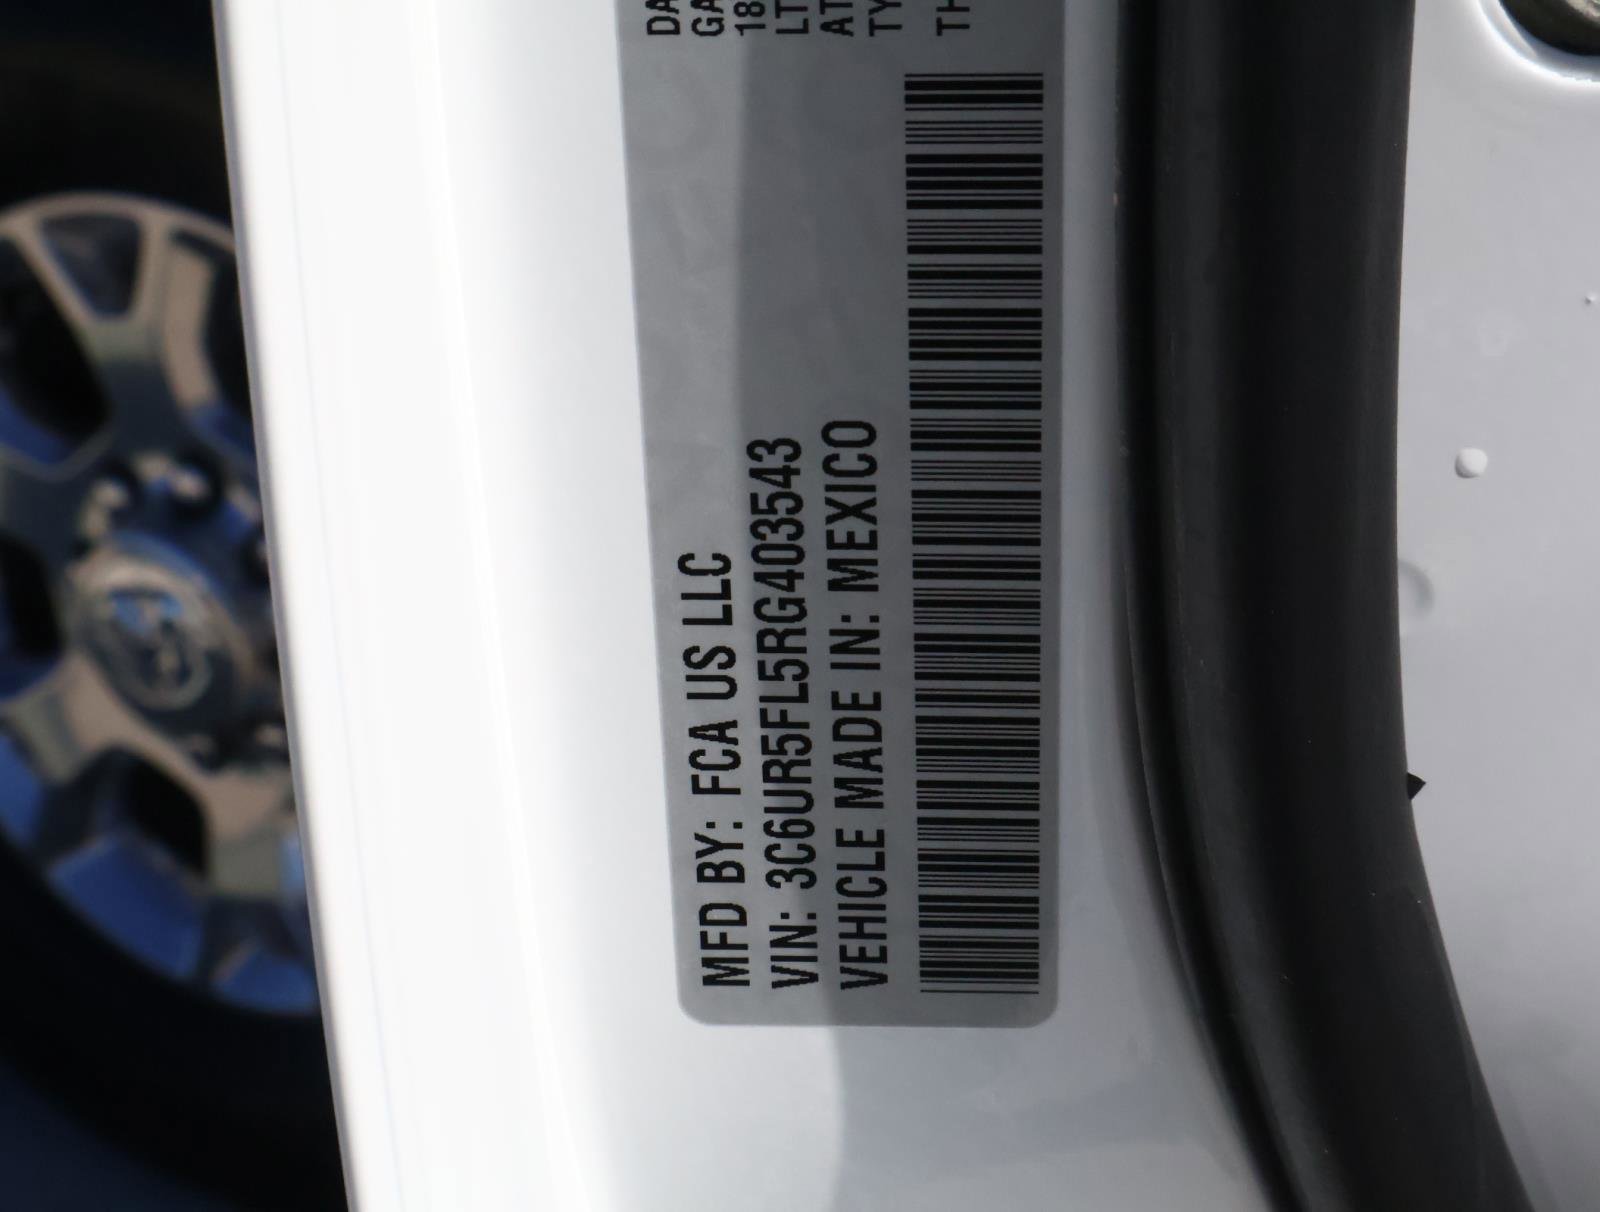 MFD BY: FCA US LLC
VIN: 3C6UR5FL5RG403543
VEHICLE MADE IN: MEXICO